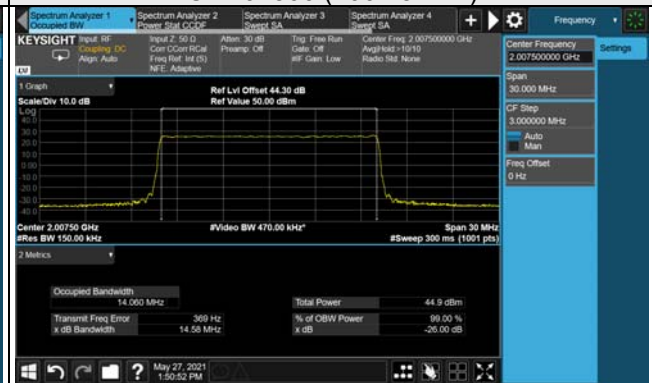 Spectrum Analyzer 1
Occupied BW
Spectrum Analyzer 2
Power Stat CCDF
Spectrum Analyzer 3
Swept SA
Spectrum Analyzer 4
Swept SA
Frequency
KEYSIGHT
Input: RF
Coupling: DC
Align: Auto
Input Z: 50 Ω
Corr CCorr RCal
Freq Ref: Int (S)
NFE: Adaptive
Atten: 30 dB
Preamp: Off
Trig: Free Run
Gate: Off
#IF Gain: Low
Center Freq: 2.007500000 GHz
Avg|Hold:>10/10
Radio Std: None
Center Frequency
2.007500000 GHz
Settings
Span
30.000 MHz
CF Step
3.000000 MHz
Auto
Man
Freq Offset
0 Hz
1 Graph
Scale/Div 10.0 dB
Ref Lvl Offset 44.30 dB
Ref Value 50.00 dBm
Log
40.0
30.0
20.0
10.0
0.00
-10.0
-20.0
-30.0
-40.0
Center 2.00750 GHz
#Res BW 150.00 kHz
#Video BW 470.00 kHz*
Span 30 MHz
#Sweep 300 ms (1001 pts)
2 Metrics
Occupied Bandwidth
14.060 MHz
Total Power 44.9 dBm
Transmit Freq Error 369 Hz
% of OBW Power 99.00 %
x dB Bandwidth 14.58 MHz
x dB -26.00 dB
May 27, 2021
1:50:52 PM